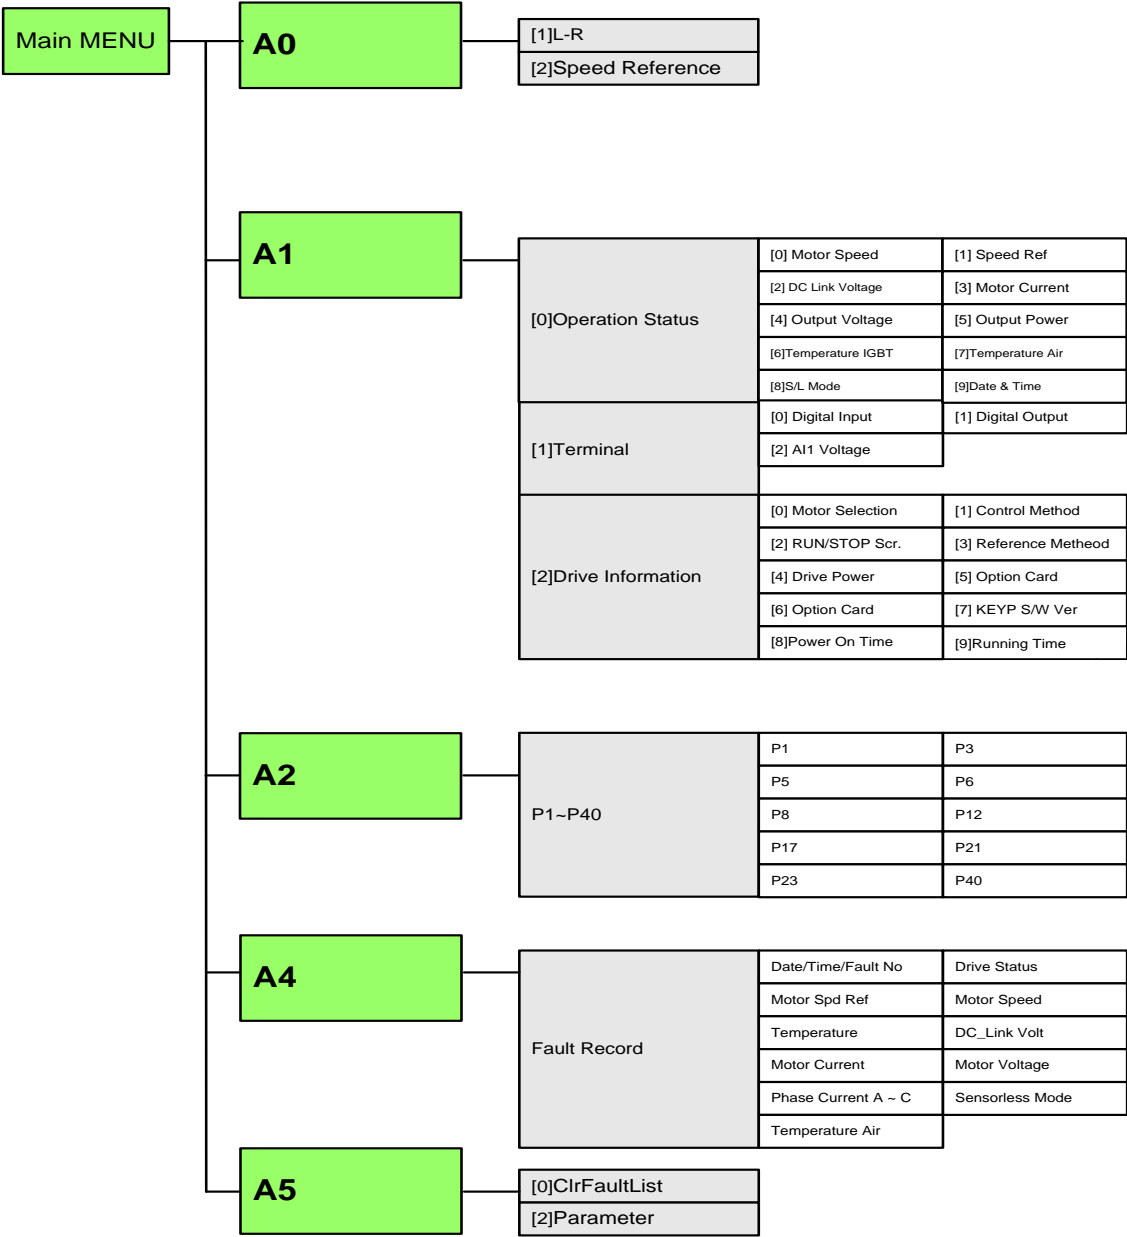 Main MENU
A0
[1]L-R
[2]Speed Reference
A1
[0]Operation Status
[0] Motor Speed
[1] Speed Ref
[2] DC Link Voltage
[3] Motor Current
[4] Output Voltage
[5] Output Power
[6]Temperature IGBT
[7]Temperature Air
[8]S/L Mode
[9]Date & Time
[1]Terminal
[0] Digital Input
[1] Digital Output
[2] AI1 Voltage
[2]Drive Information
[0] Motor Selection
[1] Control Method
[2] RUN/STOP Scr.
[3] Reference Metheod
[4] Drive Power
[5] Option Card
[6] Option Card
[7] KEYP S/W Ver
[8]Power On Time
[9]Running Time
A2
P1~P40
P1
P3
P5
P6
P8
P12
P17
P21
P23
P40
A4
Fault Record
Date/Time/Fault No
Drive Status
Motor Spd Ref
Motor Speed
Temperature
DC_Link Volt
Motor Current
Motor Voltage
Phase Current A ~ C
Sensorless Mode
Temperature Air
A5
[0]ClrFaultList
[2]Parameter